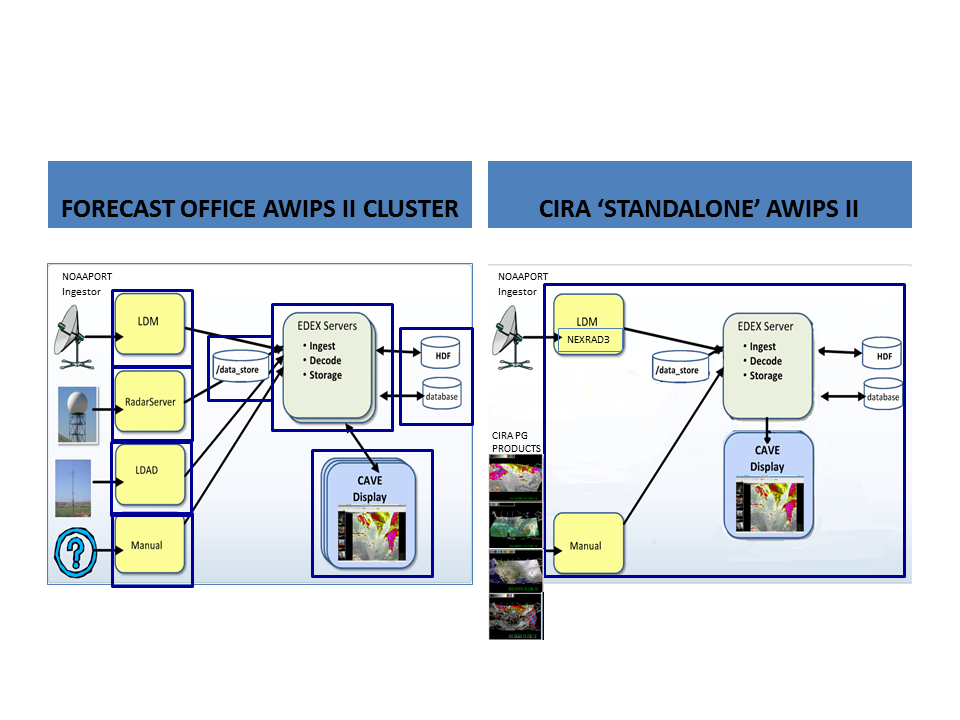 FORECAST OFFICE AWIPS II CLUSTER
CIRA ‘STANDALONE’ AWIPS II
NOAAPORT
Ingestor
LDM
RadarServer
LDAD
Manual
/data_store
EDEX Servers
• Ingest
• Decode
• Storage
HDF
database
CAVE
Display
NOAAPORT
Ingestor
LDM
NEXRAD3
/data_store
EDEX Server
• Ingest
• Decode
• Storage
HDF
database
CAVE
Display
CIRA PG
PRODUCTS
Manual
?